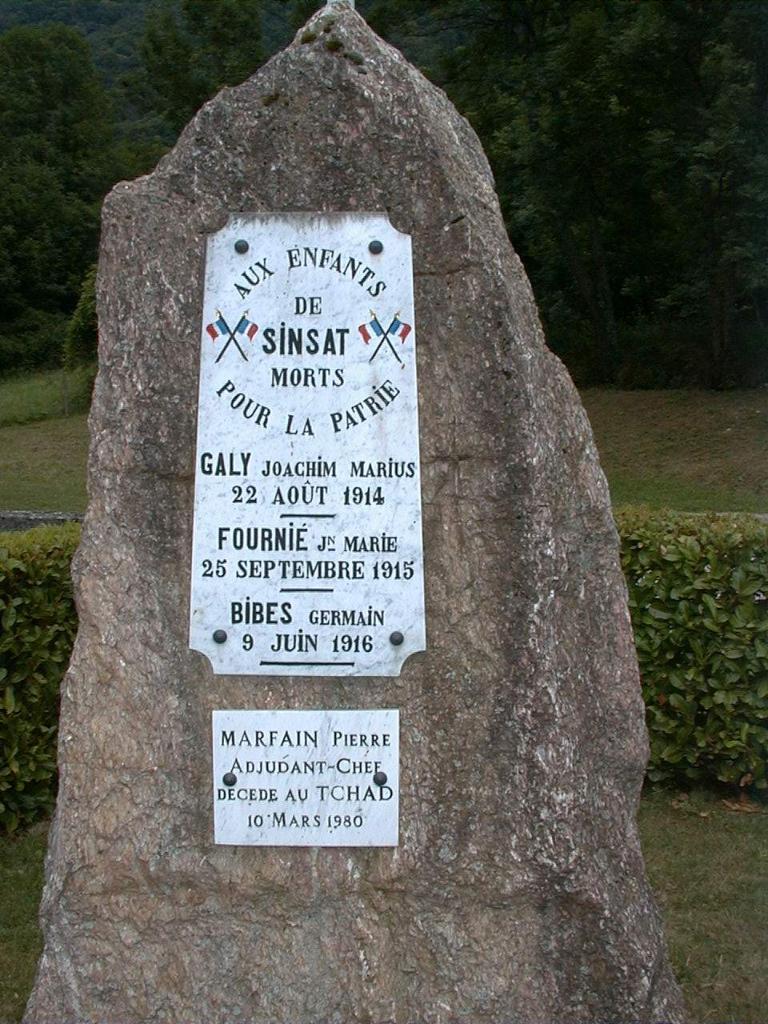 AUX ENFANTS
DE
SINSAT
MORTS
POUR LA PATRIE
GALY JOACHIM MARIUS
22 AOÛT 1914
FOURNIÉ JN MARIE
25 SEPTEMBRE 1915
BIBES GERMAIN
9 JUIN 1916
MARFAIN PIERRE
ADJUDANT-CHEF
DECEDE AU TCHAD
10 MARS 1980